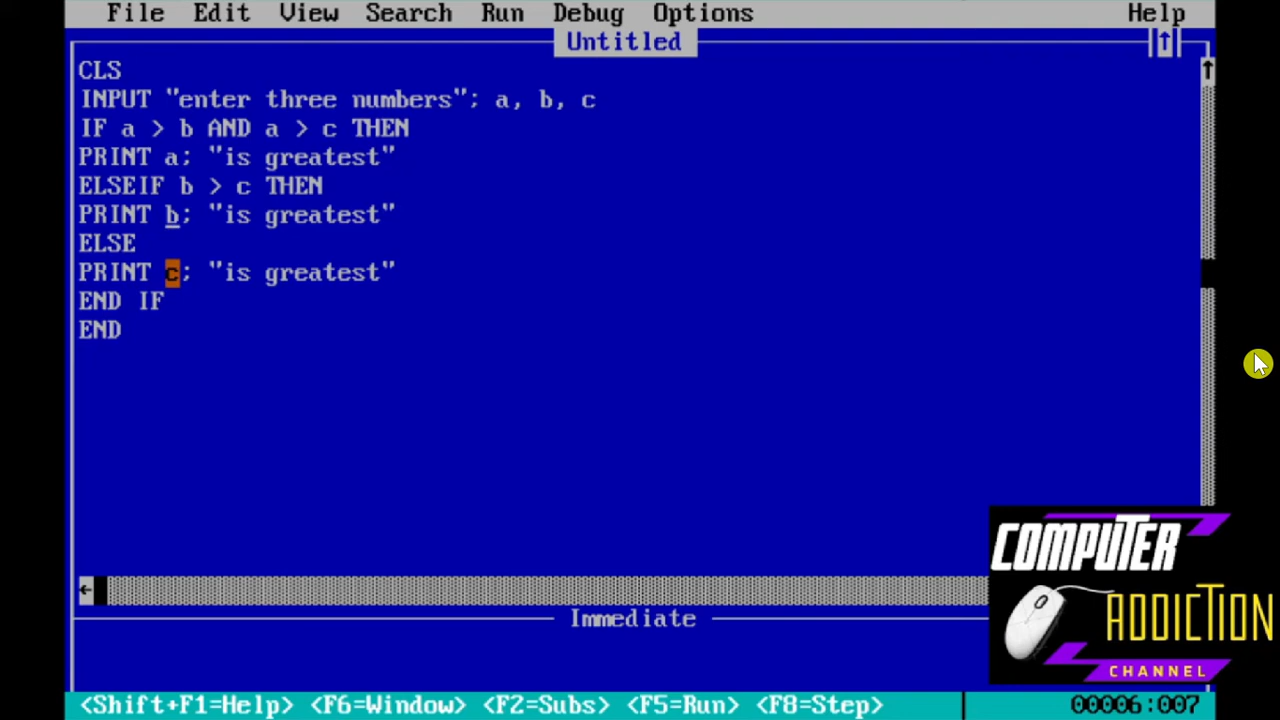 File Edit View Search Run Debug Options Help
Untitled
CLS
INPUT "enter three numbers"; a, b, c
IF a > b AND a > c THEN
PRINT a; "is greatest"
ELSEIF b > c THEN
PRINT b; "is greatest"
ELSE
PRINT c; "is greatest"
END IF
END
COMPUTER
ADDICTION
CHANNEL
Immediate
<Shift+F1=Help> <F6=Window> <F2=Subs> <F5=Run> <F8=Step> 00006:007